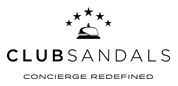 CLUBSANDALS
CONCIERGE REDEFINED